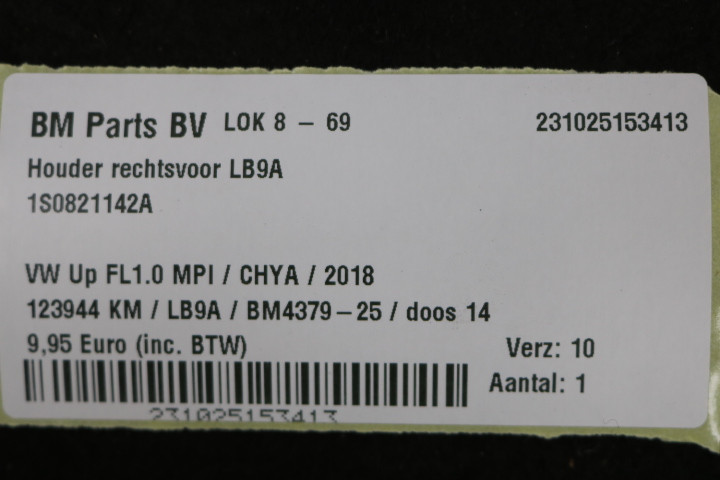 BM Parts BV LOK 8 - 69 231025153413
Houder rechtsvoor LB9A
1S0821142A
VW Up FL1.0 MPI / CHYA / 2018
123944 KM / LB9A / BM4379-25 / doos 14
9,95 Euro (inc. BTW) Verz: 10
Aantal: 1
231025153413